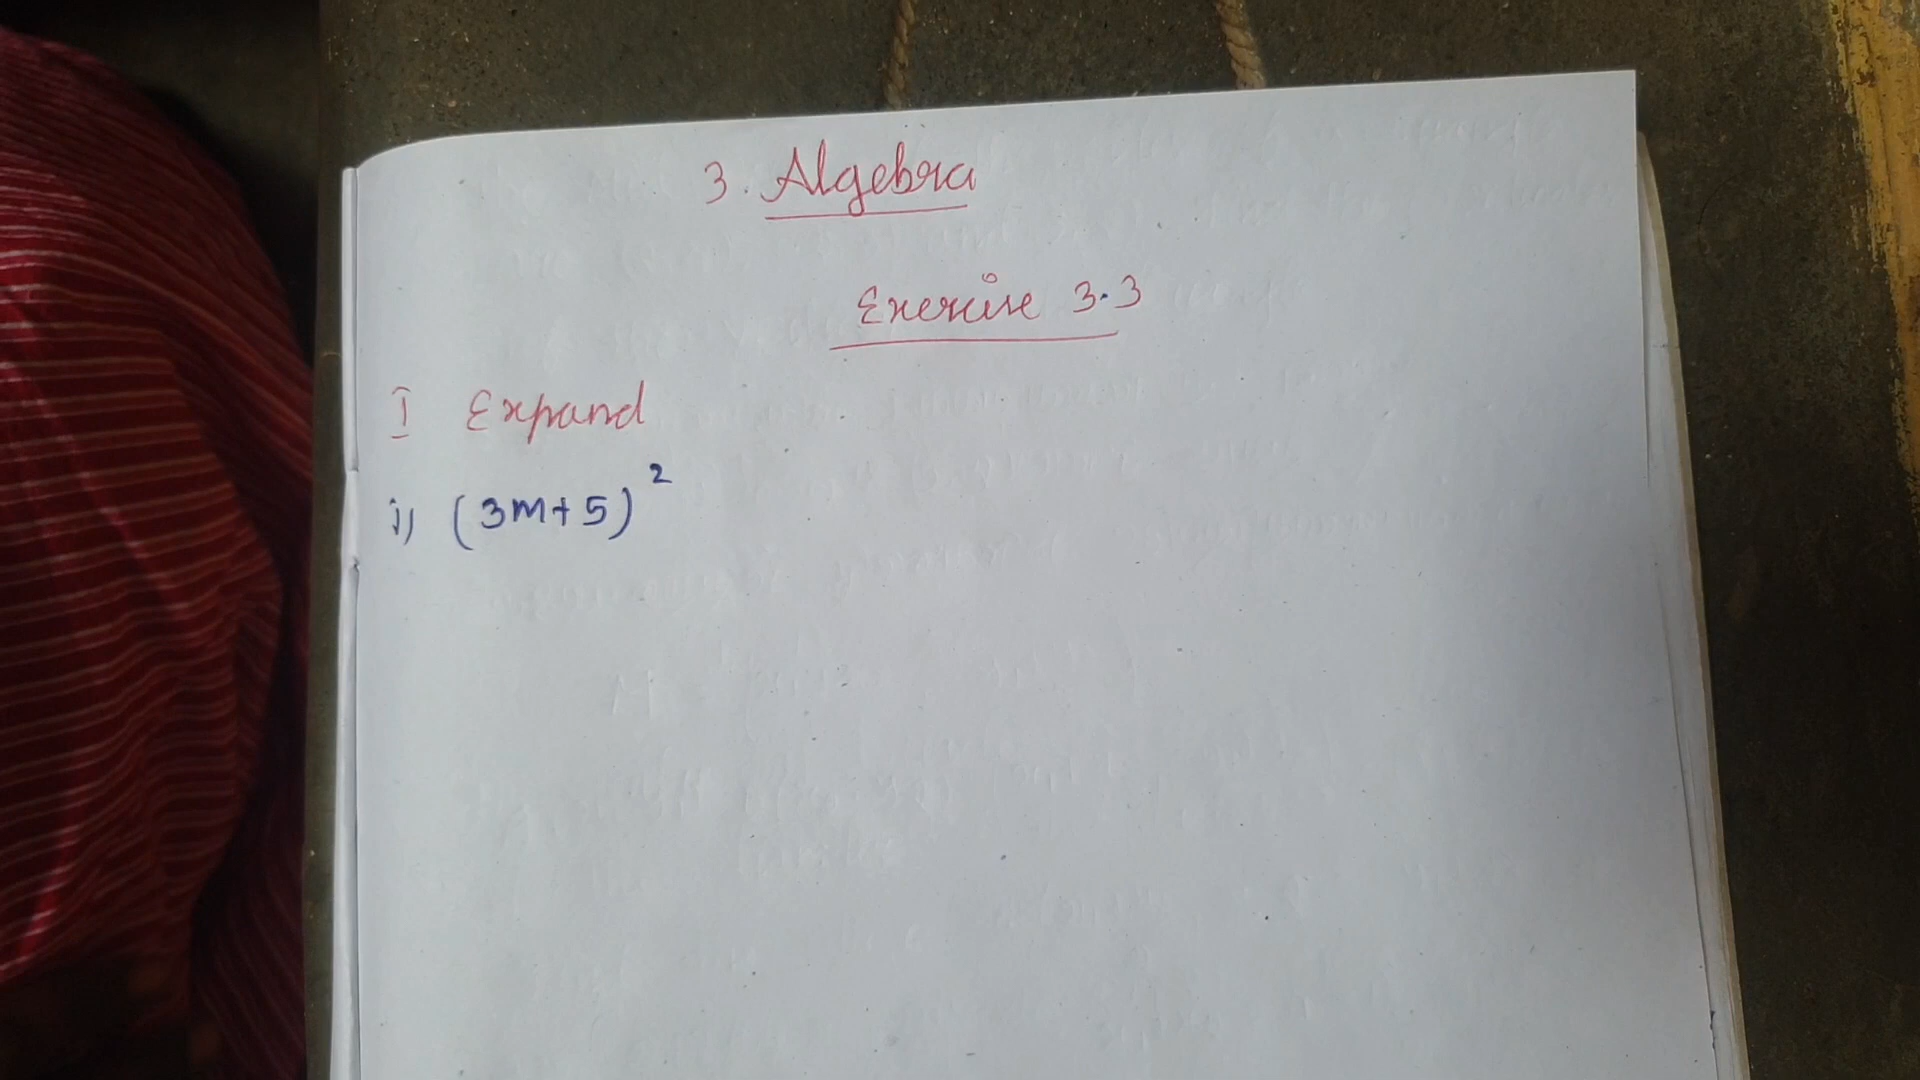 3. Algebra
Exercise 3.3
I Expand
i) (3m+5)²